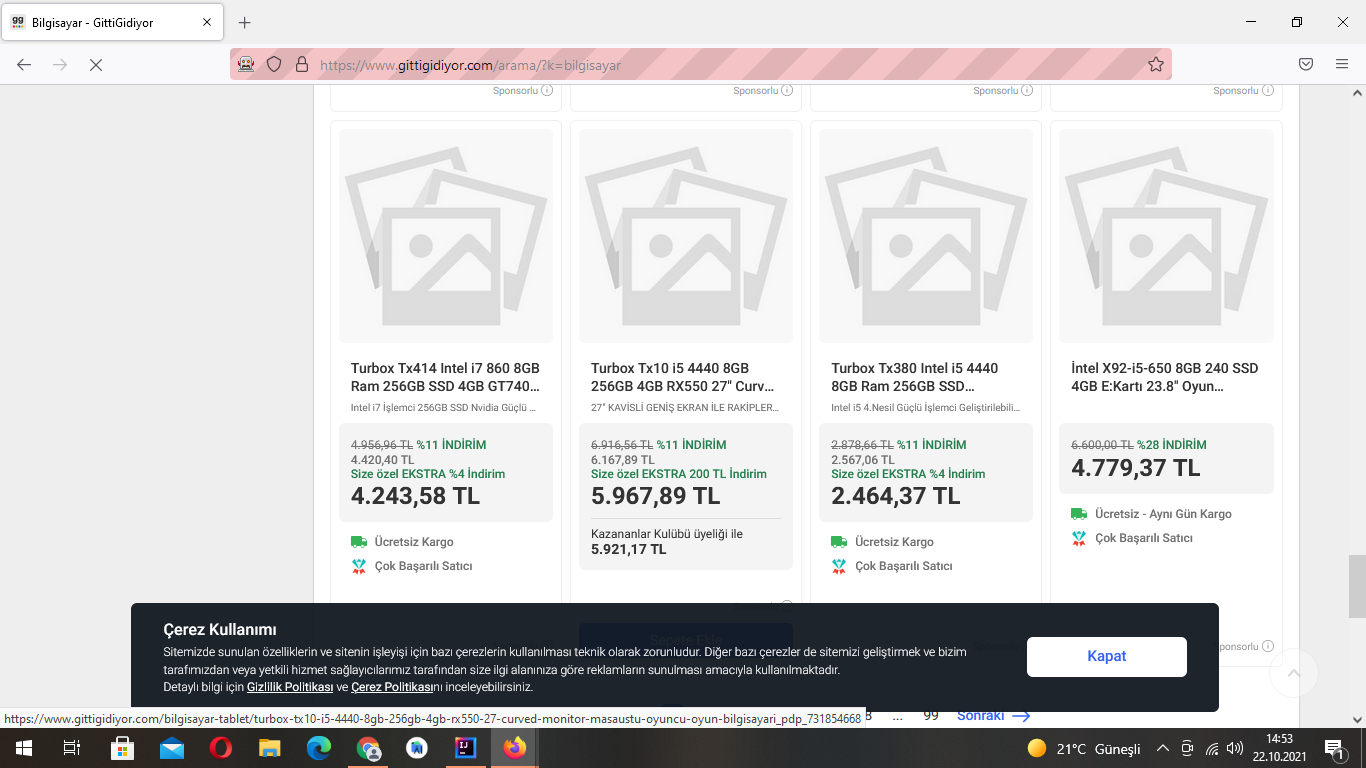 Bilgisayar - GittiGidiyor
https://www.gittigidiyor.com/arama/?k=bilgisayar
Sponsorlu
Sponsorlu
Sponsorlu
Sponsorlu
Turbox Tx414 Intel i7 860 8GB
Ram 256GB SSD 4GB GT740...
Intel i7 İşlemci 256GB SSD Nvidia Güçlü ...
4.956,96 TL %11 İNDİRİM
4.420,40 TL
Size özel EKSTRA %4 İndirim
4.243,58 TL
Ücretsiz Kargo
Çok Başarılı Satıcı
Turbox Tx10 i5 4440 8GB
256GB 4GB RX550 27" Curv...
27" KAVİSLİ GENİŞ EKRAN İLE RAKİPLER...
6.916,56 TL %11 İNDİRİM
6.167,89 TL
Size özel EKSTRA 200 TL İndirim
5.967,89 TL
Kazananlar Kulübü üyeliği ile
5.921,17 TL
Sepete Ekle
Turbox Tx380 Intel i5 4440
8GB Ram 256GB SSD...
Intel i5 4.Nesil Güçlü İşlemci Geliştirilebili...
2.878,66 TL %11 İNDİRİM
2.567,06 TL
Size özel EKSTRA %4 İndirim
2.464,37 TL
Ücretsiz Kargo
Çok Başarılı Satıcı
İntel X92-i5-650 8GB 240 SSD
4GB E:Kartı 23.8" Oyun...
6.600,00 TL %28 İNDİRİM
4.779,37 TL
Ücretsiz - Aynı Gün Kargo
Çok Başarılı Satıcı
ponsorlu
Çerez Kullanımı
Sitemizde sunulan özelliklerin ve sitenin işleyişi için bazı çerezlerin kullanılması teknik olarak zorunludur. Diğer bazı çerezler de sitemizi geliştirmek ve bizim
tarafımızdan veya yetkili hizmet sağlayıcılarımız tarafından size ilgi alanınıza göre reklamların sunulması amacıyla kullanılmaktadır.
Detaylı bilgi için Gizlilik Politikası ve Çerez Politikasını inceleyebilirsiniz.
Kapat
https://www.gittigidiyor.com/bilgisayar-tablet/turbox-tx10-i5-4440-8gb-256gb-4gb-rx550-27-curved-monitor-masaustu-oyuncu-oyun-bilgisayari_pdp_731854668
8 ... 99 Sonraki
21°C Güneşli
14:53
22.10.2021
1